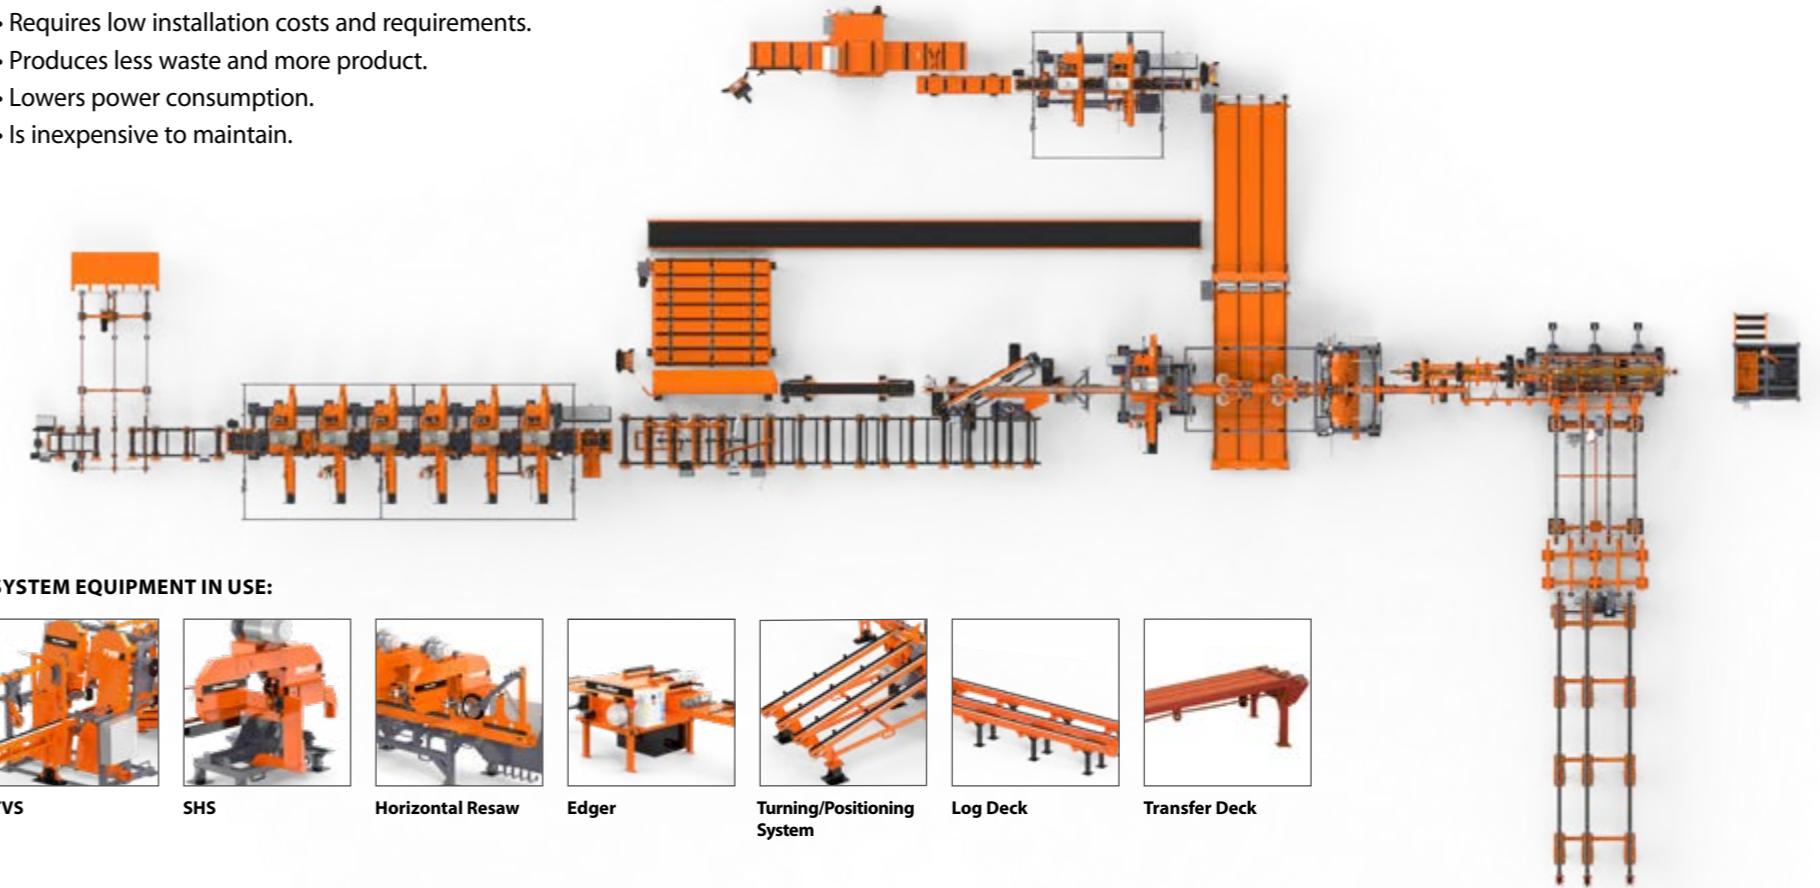 • Requires low installation costs and requirements.
• Produces less waste and more product.
• Lowers power consumption.
• Is inexpensive to maintain.
SYSTEM EQUIPMENT IN USE:
TVS
SHS
Horizontal Resaw
Edger
Turning/Positioning
System
Log Deck
Transfer Deck